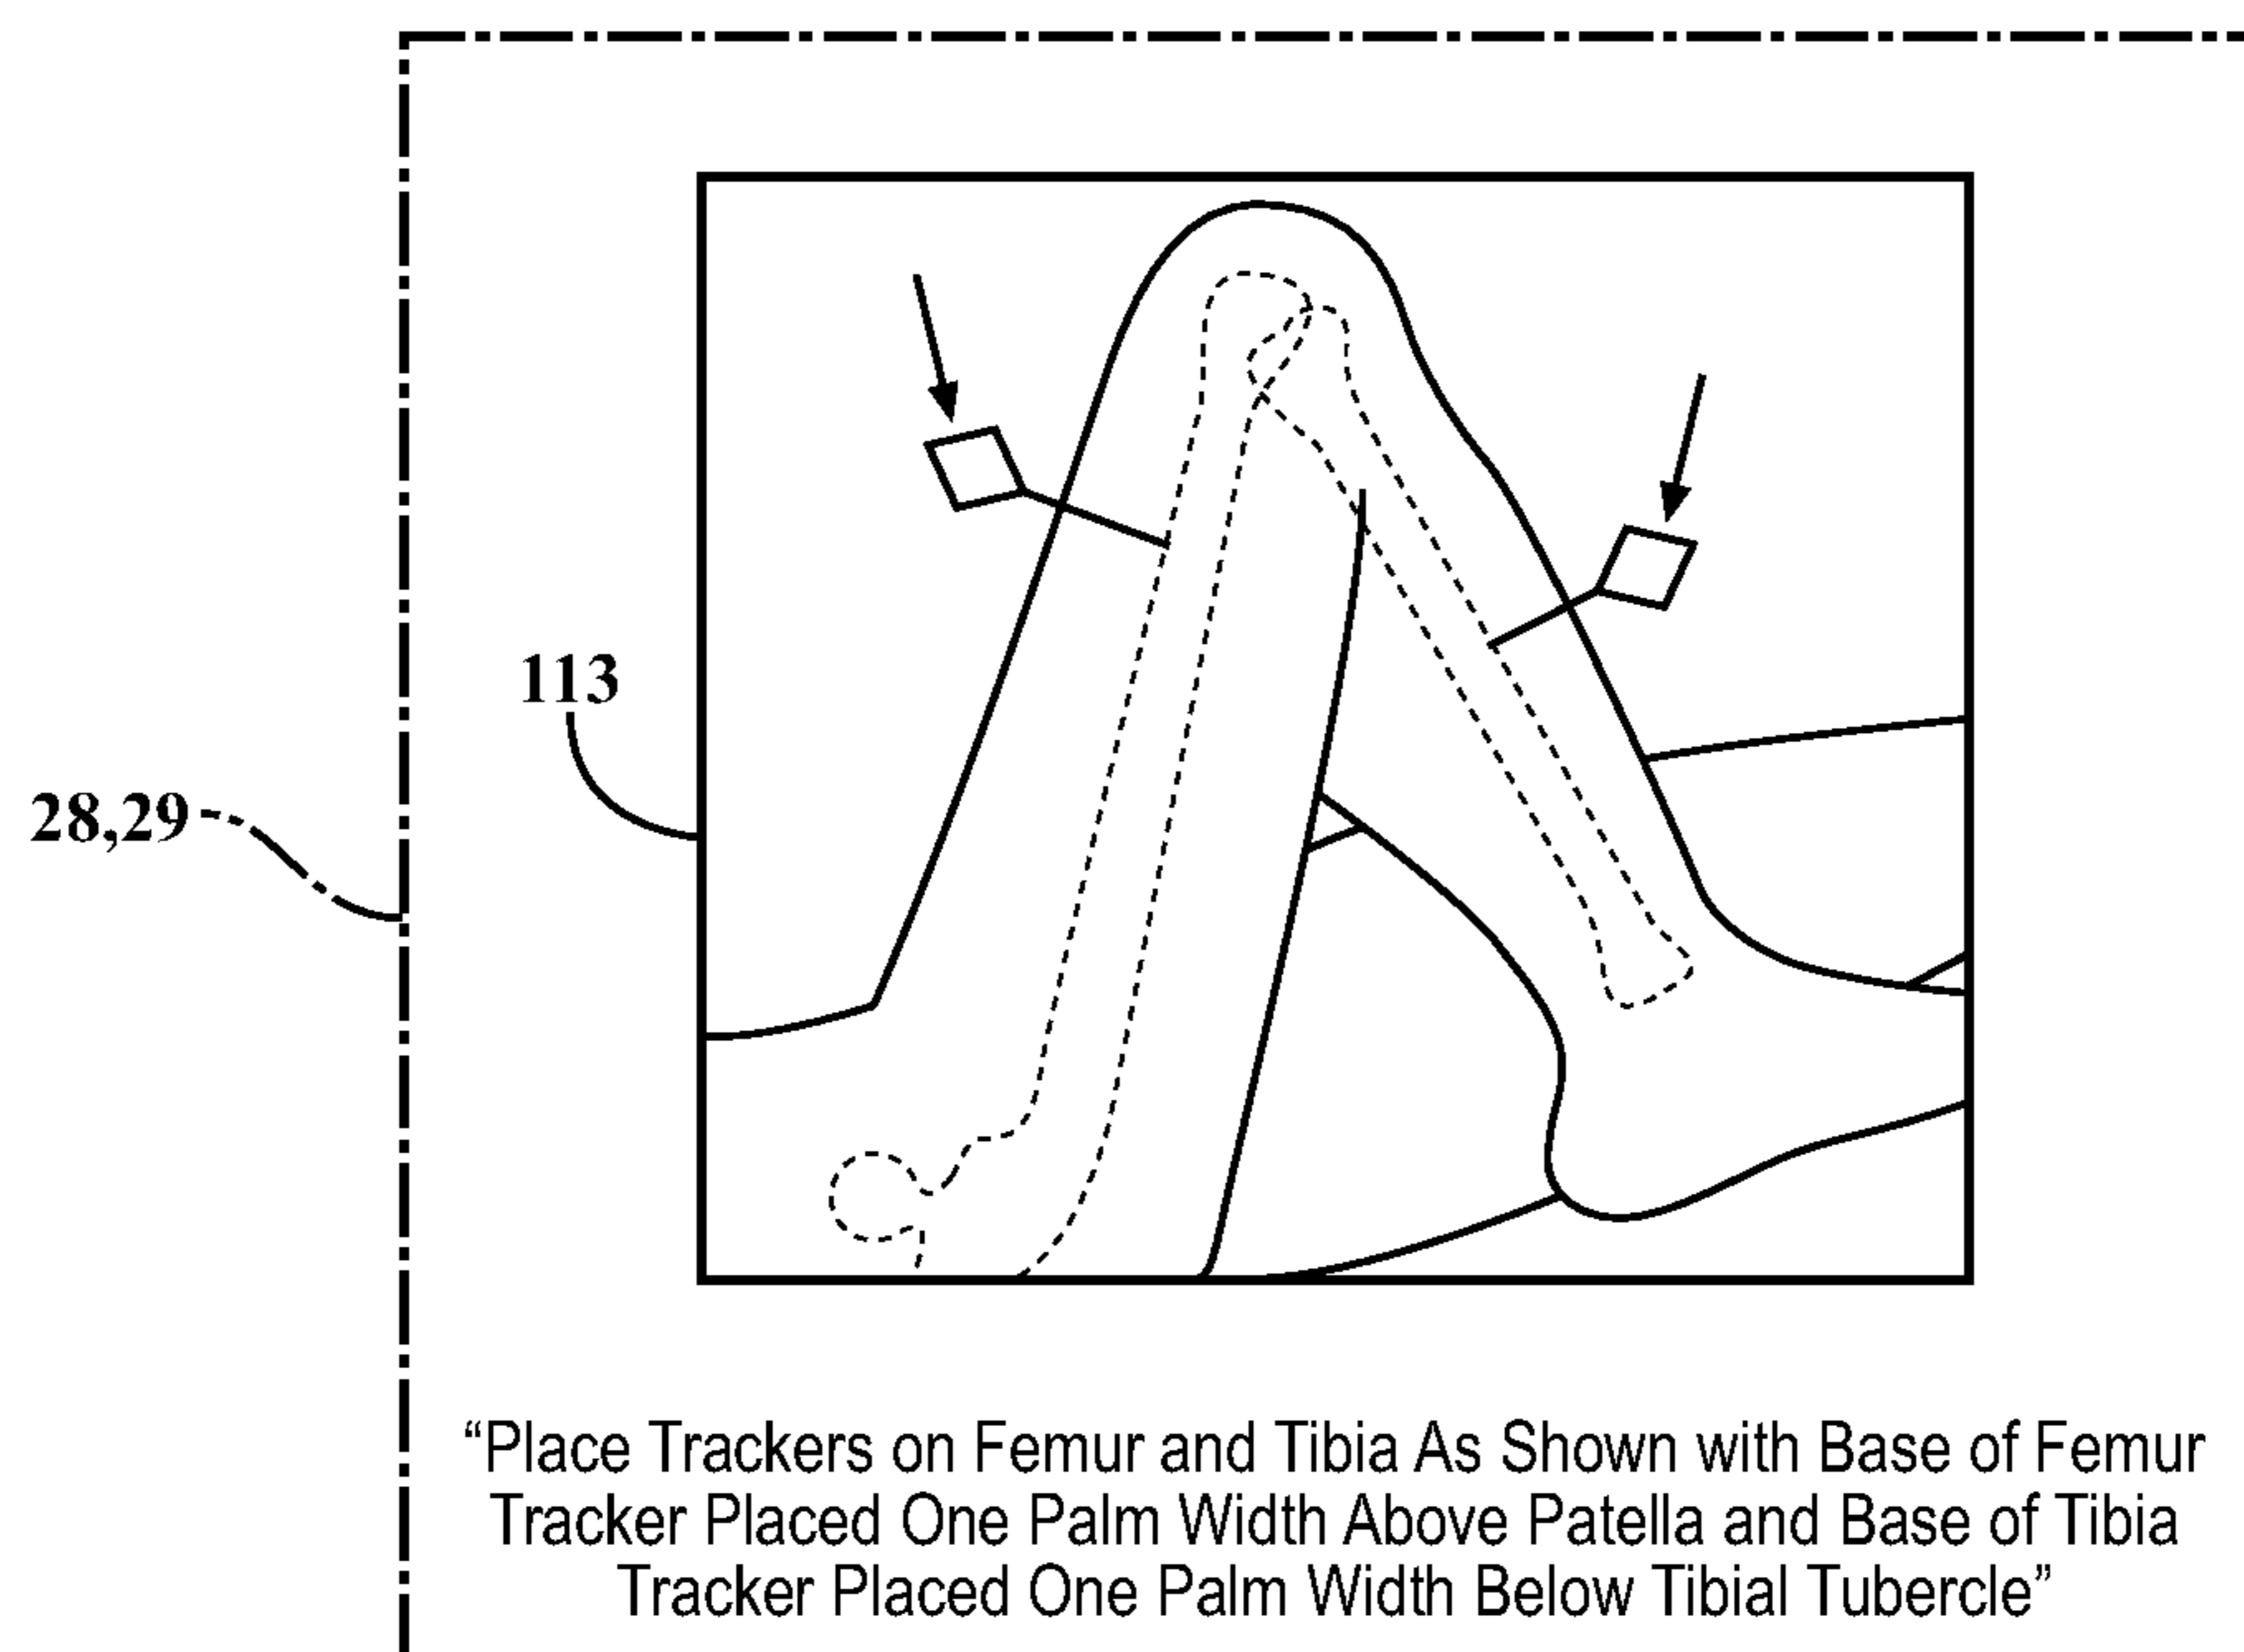 113
28,29
“Place Trackers on Femur and Tibia As Shown with Base of Femur
Tracker Placed One Palm Width Above Patella and Base of Tibia
Tracker Placed One Palm Width Below Tibial Tubercle”